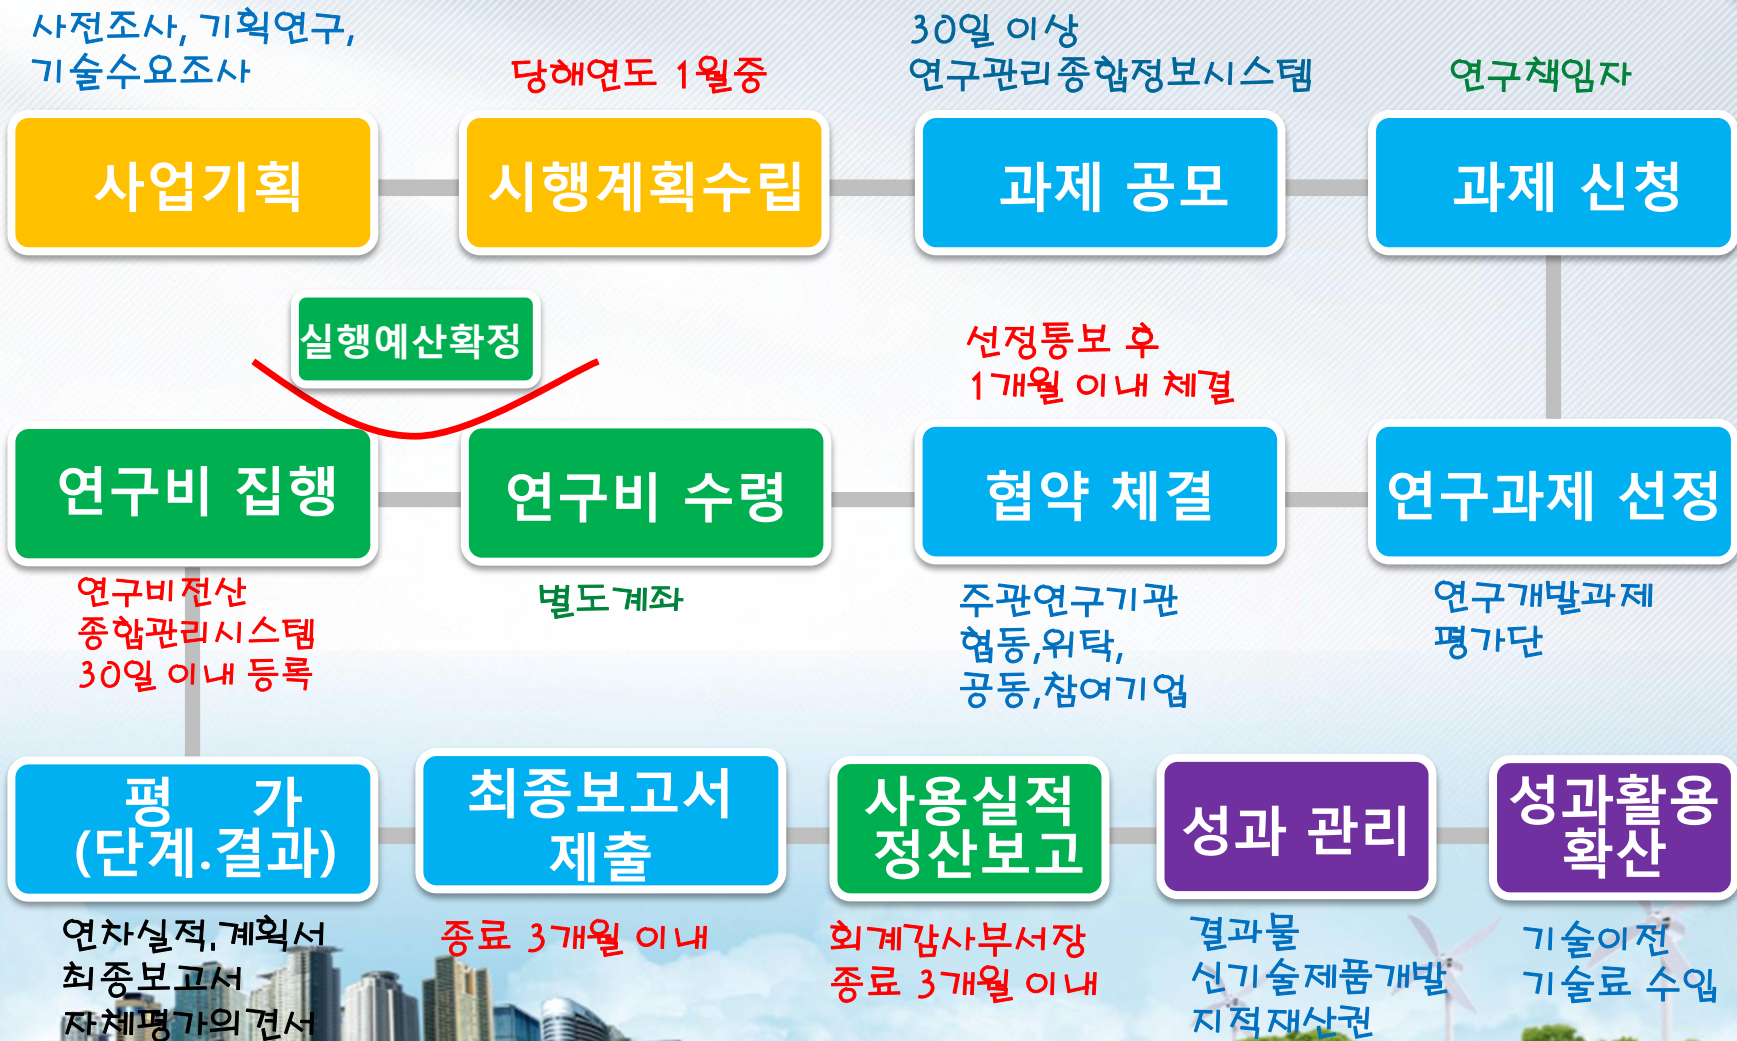 사전조사, 기획연구,
기술수요조사
당해연도 1월중
30일 이상
연구관리종합정보시스템
연구책임자
사업기획
시행계획수립
과제 공모
과제 신청
실행예산확정
선정통보 후
1개월 이내 체결
연구비 집행
연구비 수령
협약 체결
연구과제 선정
연구비전산
종합관리시스템
30일 이내 등록
별도계좌
주관연구기관
협동,위탁,
공동,참여기업
연구개발과제
평가단
평 가
(단계.결과)
최종보고서
제출
사용실적
정산보고
성과 관리
성과활용
확산
연차실적,계획서
최종보고서
자체평가의견서
종료 3개월 이내
회계감사부서장
종료 3개월 이내
결과물
신기술제품개발
지적재산권
기술이전
기술료 수입